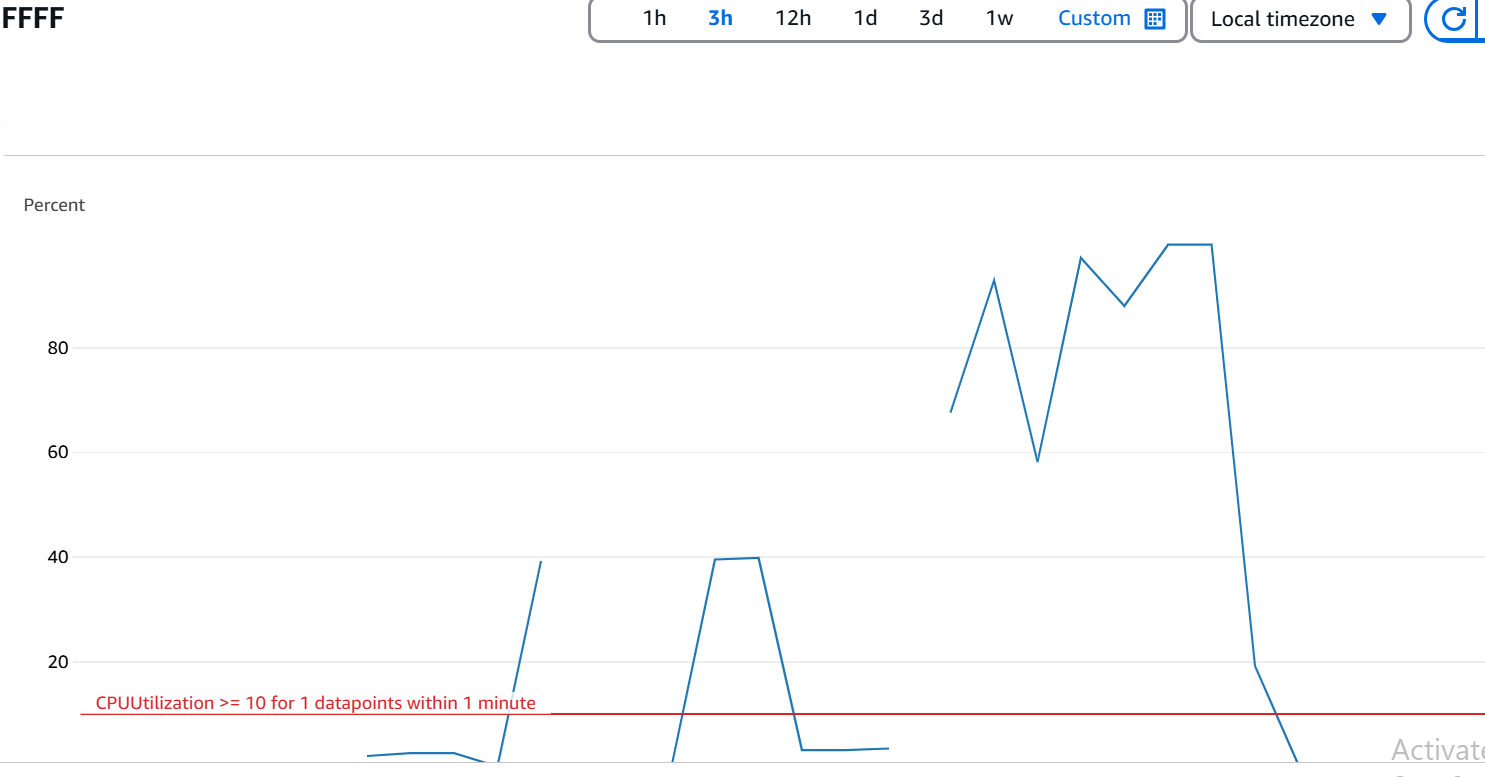 FFFF
1h 3h 12h 1d 3d 1w Custom Local timezone
Percent
80
60
40
20
CPUUtilization >= 10 for 1 datapoints within 1 minute
Activate